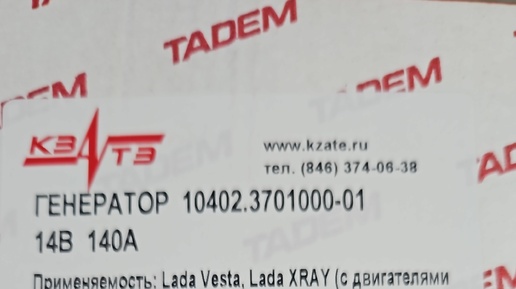 TADEM
TADEM
КЗАТЭ
www.kzate.ru
тел. (846) 374-06-38
ГЕНЕРАТОР 10402.3701000-01
14В 140А
Применяемость: Lada Vesta, Lada XRAY (с двигателями